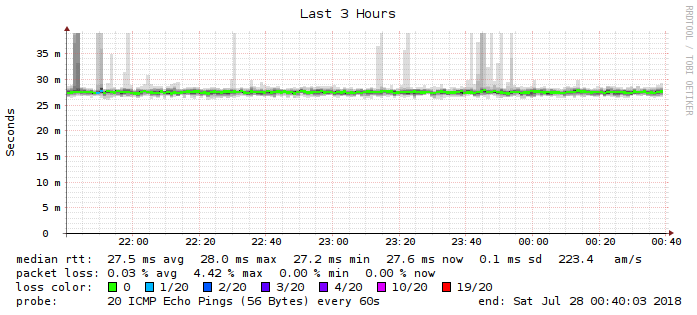 Last 3 Hours
RRDTOOL / TOBI OETIKER
Seconds
35 m
30 m
25 m
20 m
15 m
10 m
5 m
0
22:00 22:20 22:40 23:00 23:20 23:40 00:00 00:20 00:40
median rtt: 27.5 ms avg 28.0 ms max 27.2 ms min 27.6 ms now 0.1 ms sd 223.4 am/s
packet loss: 0.03 % avg 4.42 % max 0.00 % min 0.00 % now
loss color: 0 1/20 2/20 3/20 4/20 10/20 19/20
probe: 20 ICMP Echo Pings (56 Bytes) every 60s end: Sat Jul 28 00:40:03 2018